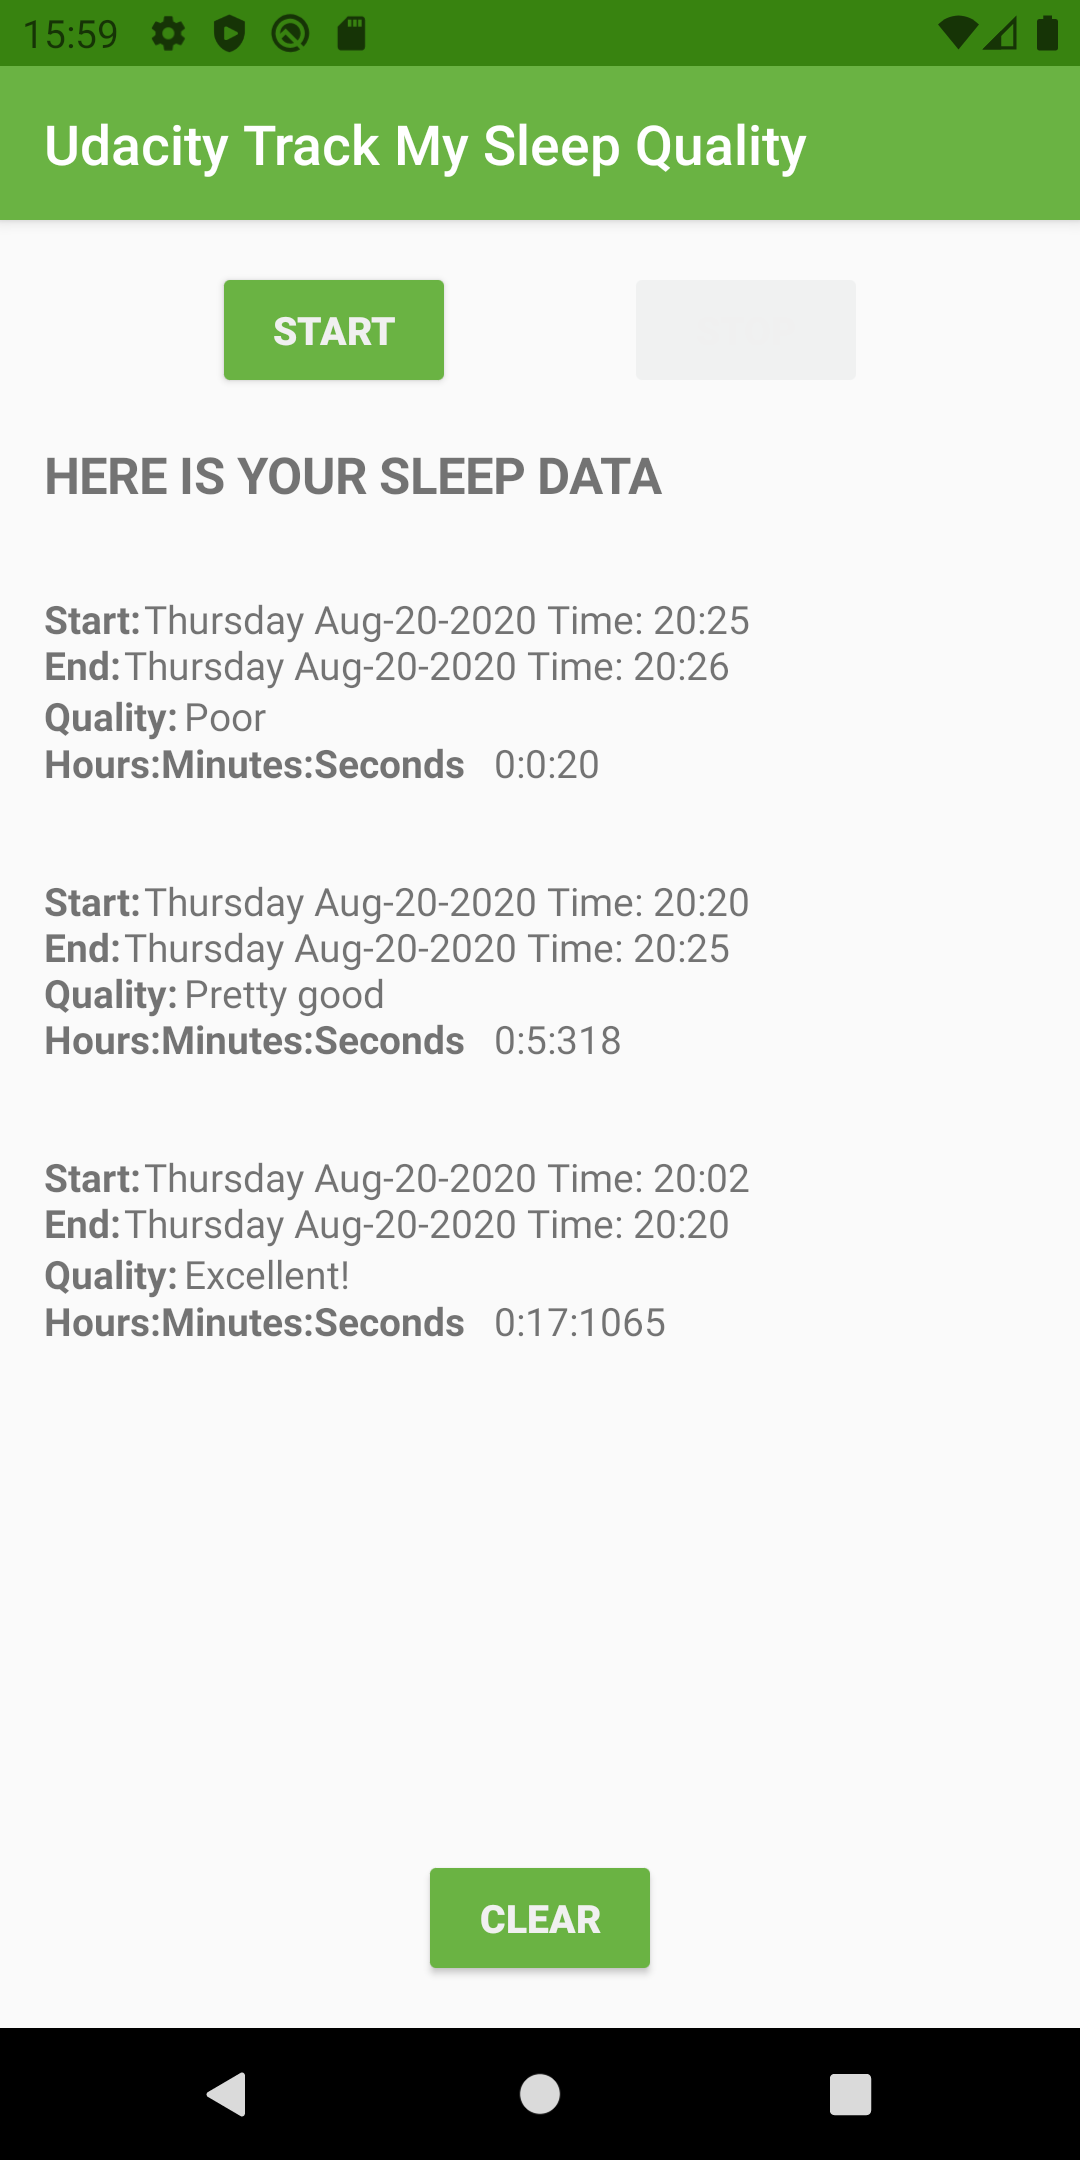 15:59
Udacity Track My Sleep Quality
START
HERE IS YOUR SLEEP DATA
Start: Thursday Aug-20-2020 Time: 20:25
End: Thursday Aug-20-2020 Time: 20:26
Quality: Poor
Hours:Minutes:Seconds 0:0:20
Start: Thursday Aug-20-2020 Time: 20:20
End: Thursday Aug-20-2020 Time: 20:25
Quality: Pretty good
Hours:Minutes:Seconds 0:5:318
Start: Thursday Aug-20-2020 Time: 20:02
End: Thursday Aug-20-2020 Time: 20:20
Quality: Excellent!
Hours:Minutes:Seconds 0:17:1065
CLEAR